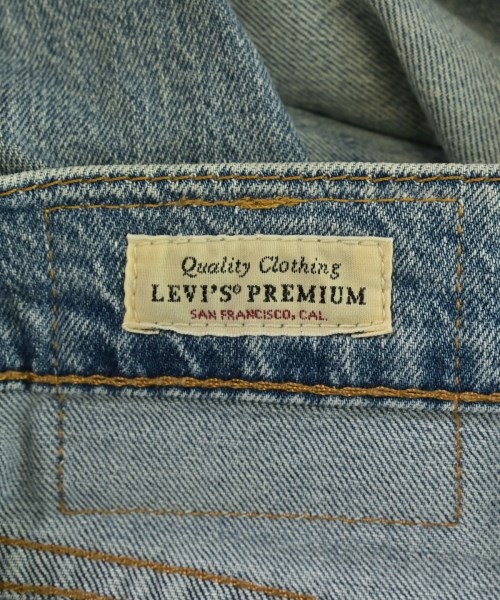 Quality Clothing
LEVI'S® PREMIUM
SAN FRANCISCO, CAL.